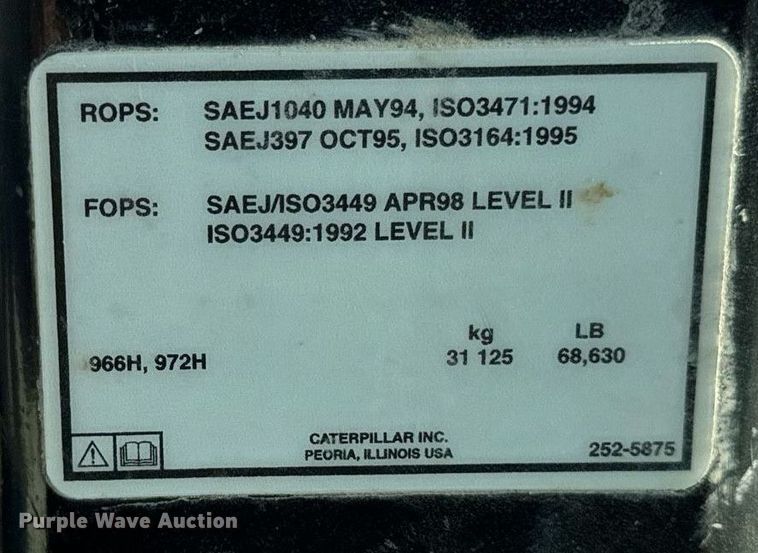 ROPS: SAEJ1040 MAY94, ISO3471:1994
SAEJ397 OCT95, ISO3164:1995
FOPS: SAEJ/ISO3449 APR98 LEVEL II
ISO3449:1992 LEVEL II
kg LB
966H, 972H 31 125 68,630
CATERPILLAR INC.
PEORIA, ILLINOIS USA 252-5875
Purple Wave Auction